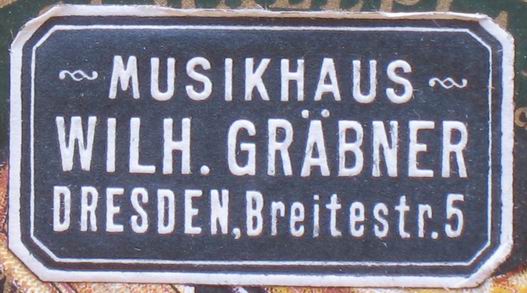 ~ MUSIKHAUS ~
WILH. GRÄBNER
DRESDEN, Breitestr. 5